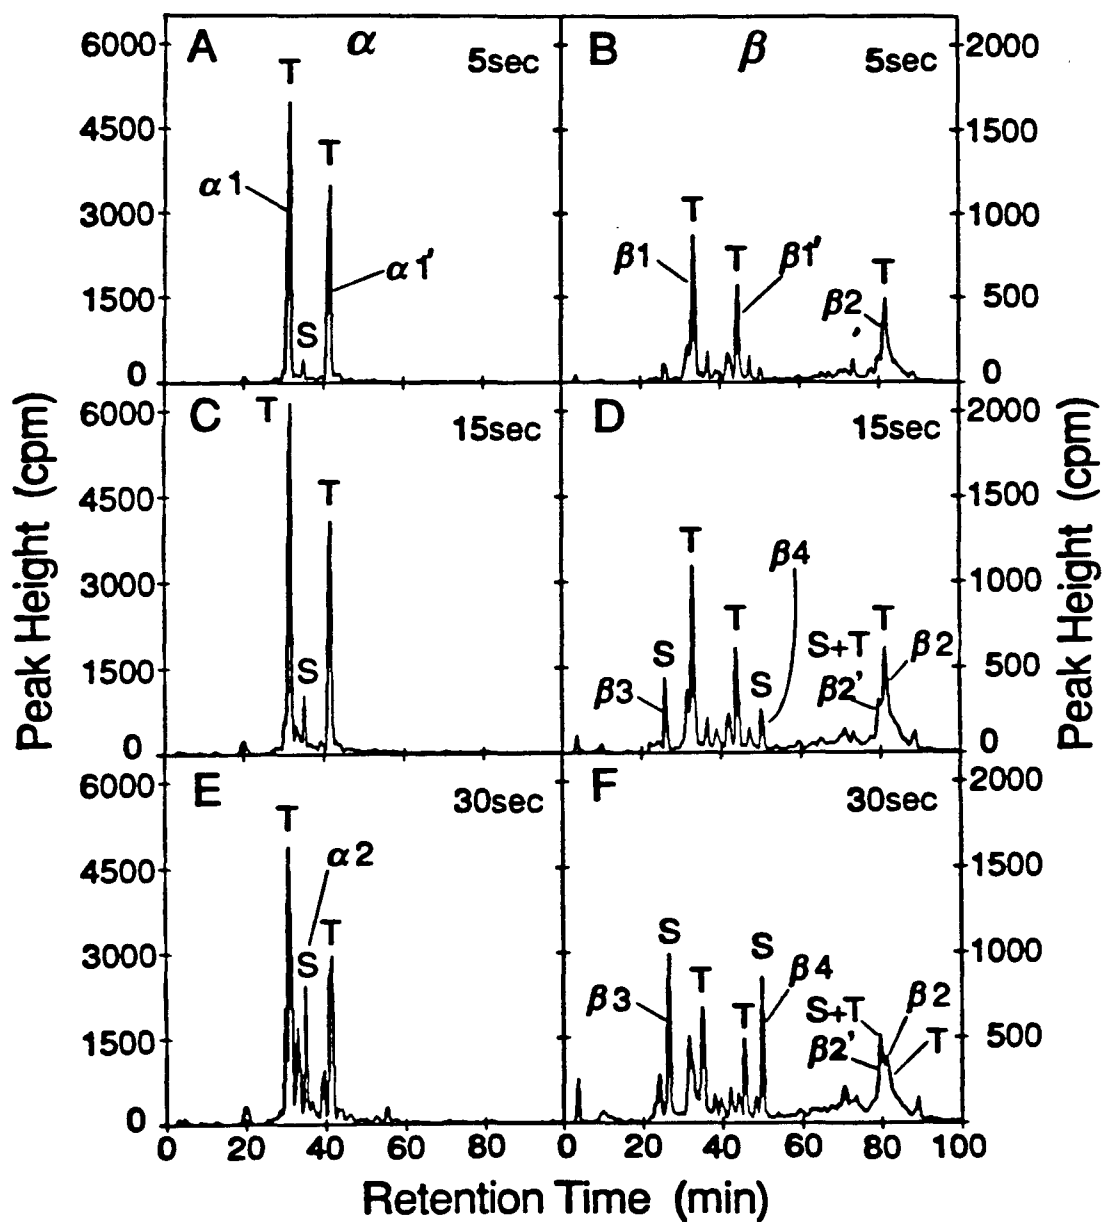 A α 5sec
B β 5sec
6000
4500
3000
1500
0
T
T
α1
α1'
S
T
T
T
β1
β1'
β2
2000
1500
1000
500
0
C 15sec
D 15sec
6000
4500
3000
1500
0
T
T
S
T
T
β4
S
S
S+T
T
β3
β2'
β2
2000
1500
1000
500
0
E 30sec
F 30sec
6000
4500
3000
1500
0
T
α2
S
T
S
T
T
S
β3
β4
S+T
β2
β2'
T
2000
1500
1000
500
0
0 20 40 60 80
0 20 40 60 80 100
Peak Height (cpm)
Peak Height (cpm)
Retention Time (min)